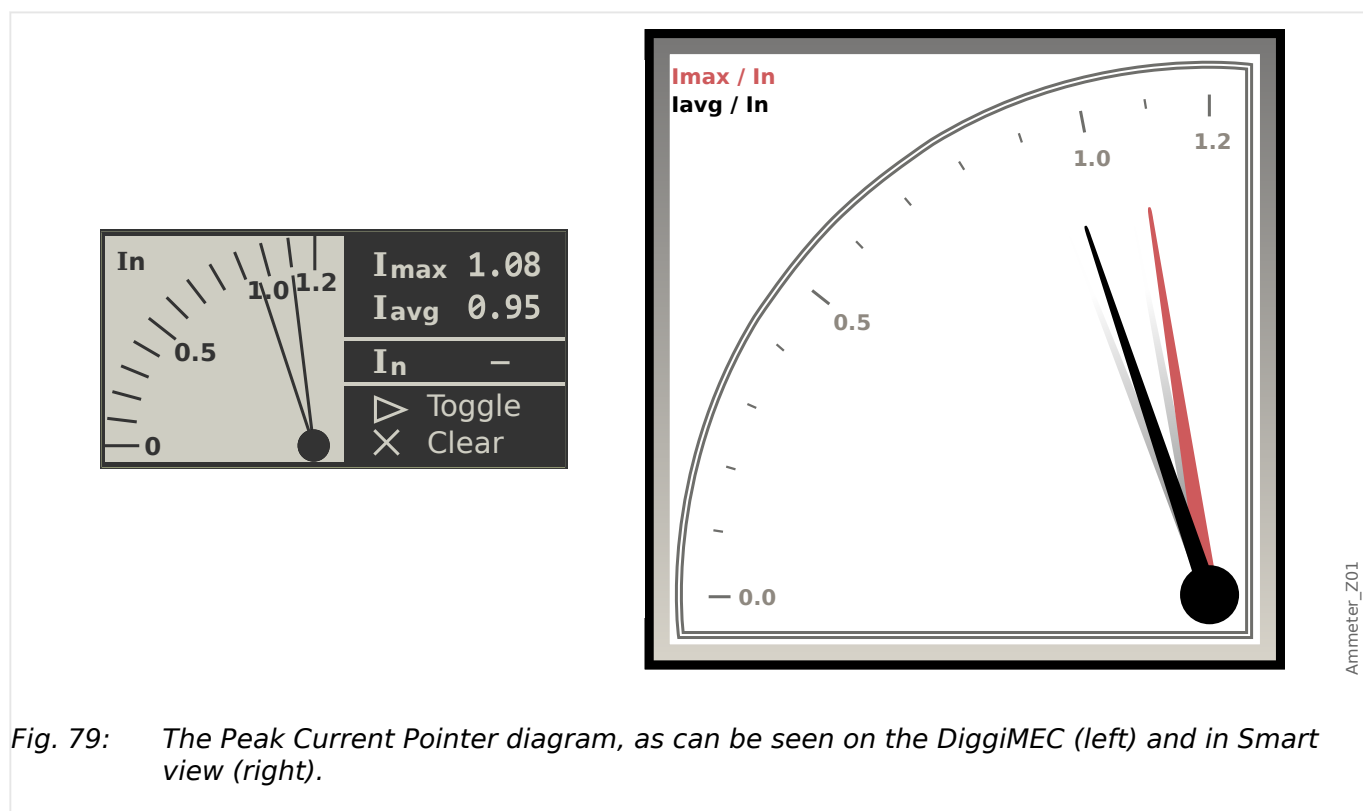 In
1.0
1.2
0.5
0
Imax 1.08
Iavg 0.95
In –
Toggle
Clear
Imax / In
Iavg / In
1.2
1.0
0.5
0.0
Ammeter_Z01
Fig. 79: The Peak Current Pointer diagram, as can be seen on the DiggiMEC (left) and in Smart
view (right).